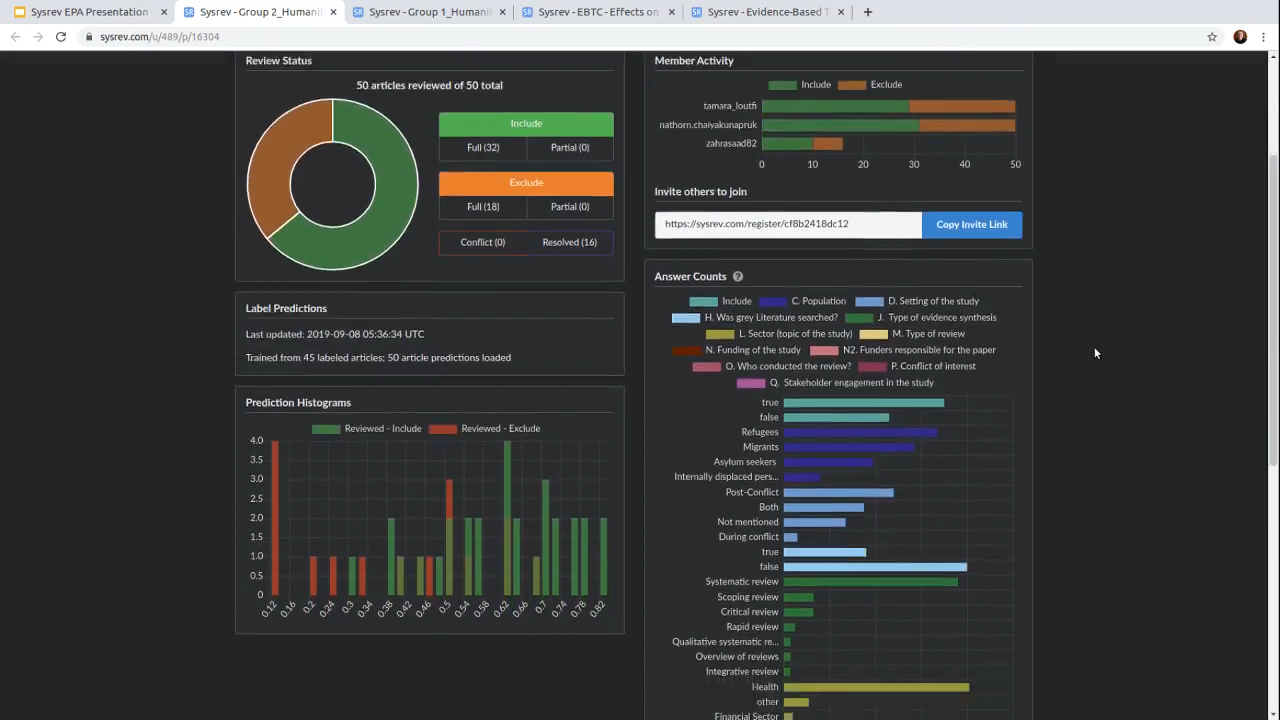 Sysrev EPA Presentation
Sysrev - Group 2_Humani
Sysrev - Group 1_Humani
Sysrev - EBTC - Effects on
Sysrev - Evidence-Based T
sysrev.com/u/489/p/16304
Review Status
50 articles reviewed of 50 total
Include
Full (32)
Partial (0)
Exclude
Full (18)
Partial (0)
Conflict (0)
Resolved (16)
Label Predictions
Last updated: 2019-09-08 05:36:34 UTC
Trained from 45 labeled articles; 50 article predictions loaded
Prediction Histograms
Reviewed - Include
Reviewed - Exclude
4.0
3.5
3.0
2.5
2.0
1.5
1.0
0.5
0
0.12
0.16
0.2
0.24
0.3
0.34
0.38
0.42
0.46
0.5
0.54
0.58
0.62
0.66
0.7
0.74
0.78
0.82
Member Activity
Include
Exclude
tamara_loutfi
nathorn.chaiyakunapruk
zahrasaad82
0
10
20
30
40
50
Invite others to join
https://sysrev.com/register/cf8b2418dc12
Copy Invite Link
Answer Counts
Include
C. Population
D. Setting of the study
H. Was grey Literature searched?
J. Type of evidence synthesis
L. Sector (topic of the study)
M. Type of review
N. Funding of the study
N2. Funders responsible for the paper
O. Who conducted the review?
P. Conflict of interest
Q. Stakeholder engagement in the study
true
false
Refugees
Migrants
Asylum seekers
Internally displaced pers...
Post-Conflict
Both
Not mentioned
During conflict
true
false
Systematic review
Scoping review
Critical review
Rapid review
Qualitative systematic re...
Overview of reviews
Integrative review
Health
other
Financial Sector